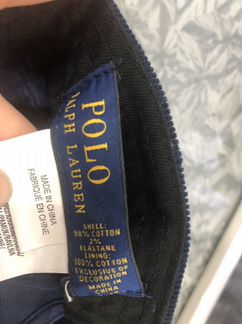 POLO
RALPH LAUREN
SHELL:
98% COTTON
2%
ELASTANE
LINING:
100% COTTON
EXCLUSIVE OF
DECORATION
MADE IN
CHINA
MADE IN CHINA
FABRIQUÉ EN CHINE